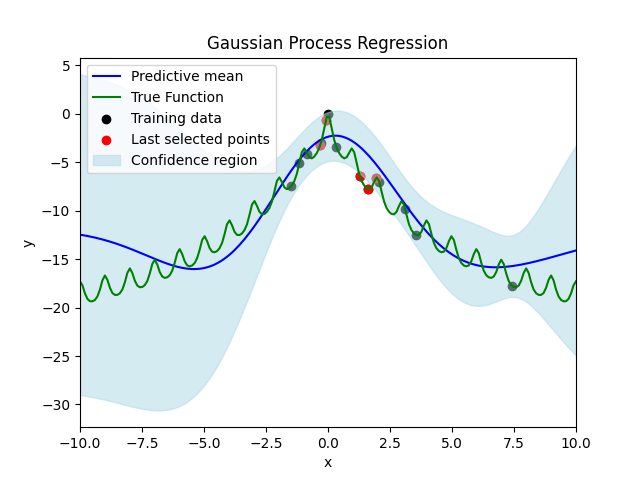 Gaussian Process Regression
Predictive mean
True Function
Training data
Last selected points
Confidence region
y
5
0
−5
−10
−15
−20
−25
−30
−10.0 −7.5 −5.0 −2.5 0.0 2.5 5.0 7.5 10.0
x